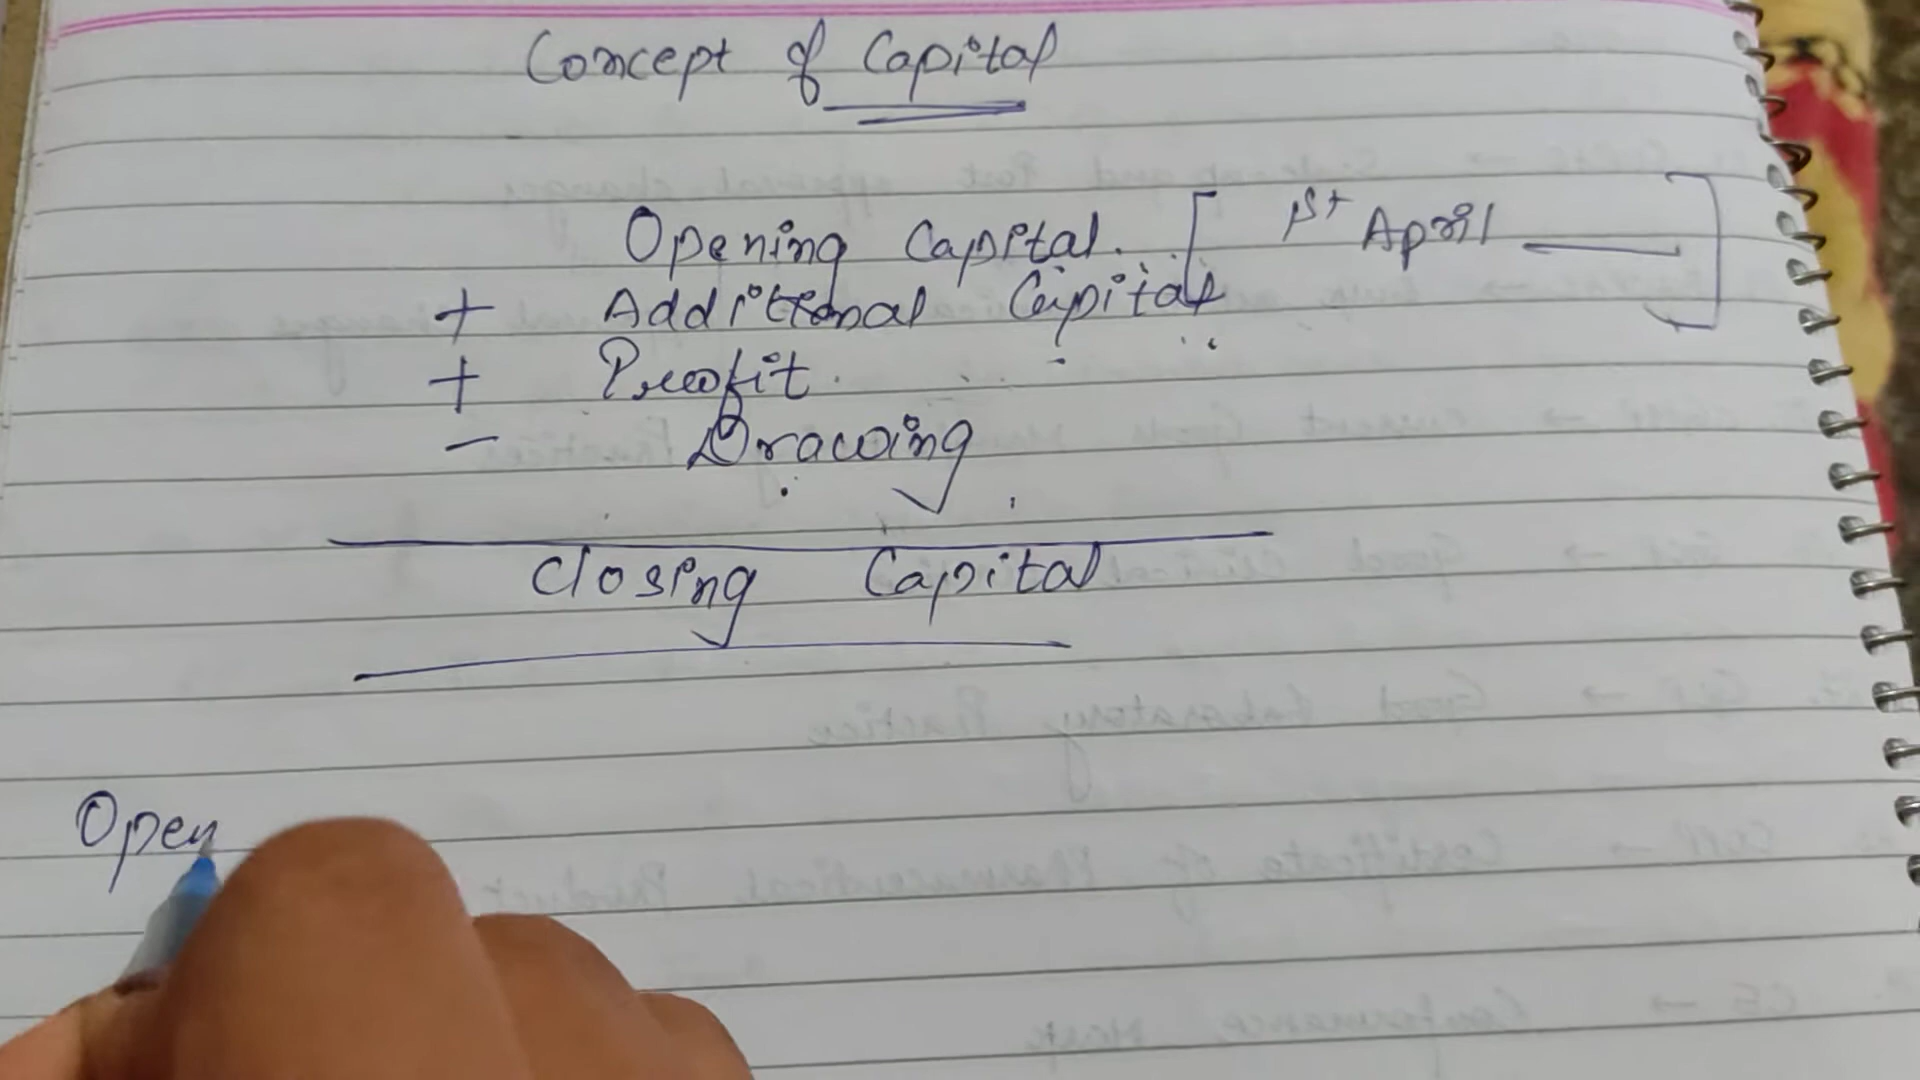 Concept of Capital
Opening Capital. [ 1st April — ]
+ Additional Capital
+ Profit
- Drawing
Closing Capital
Open